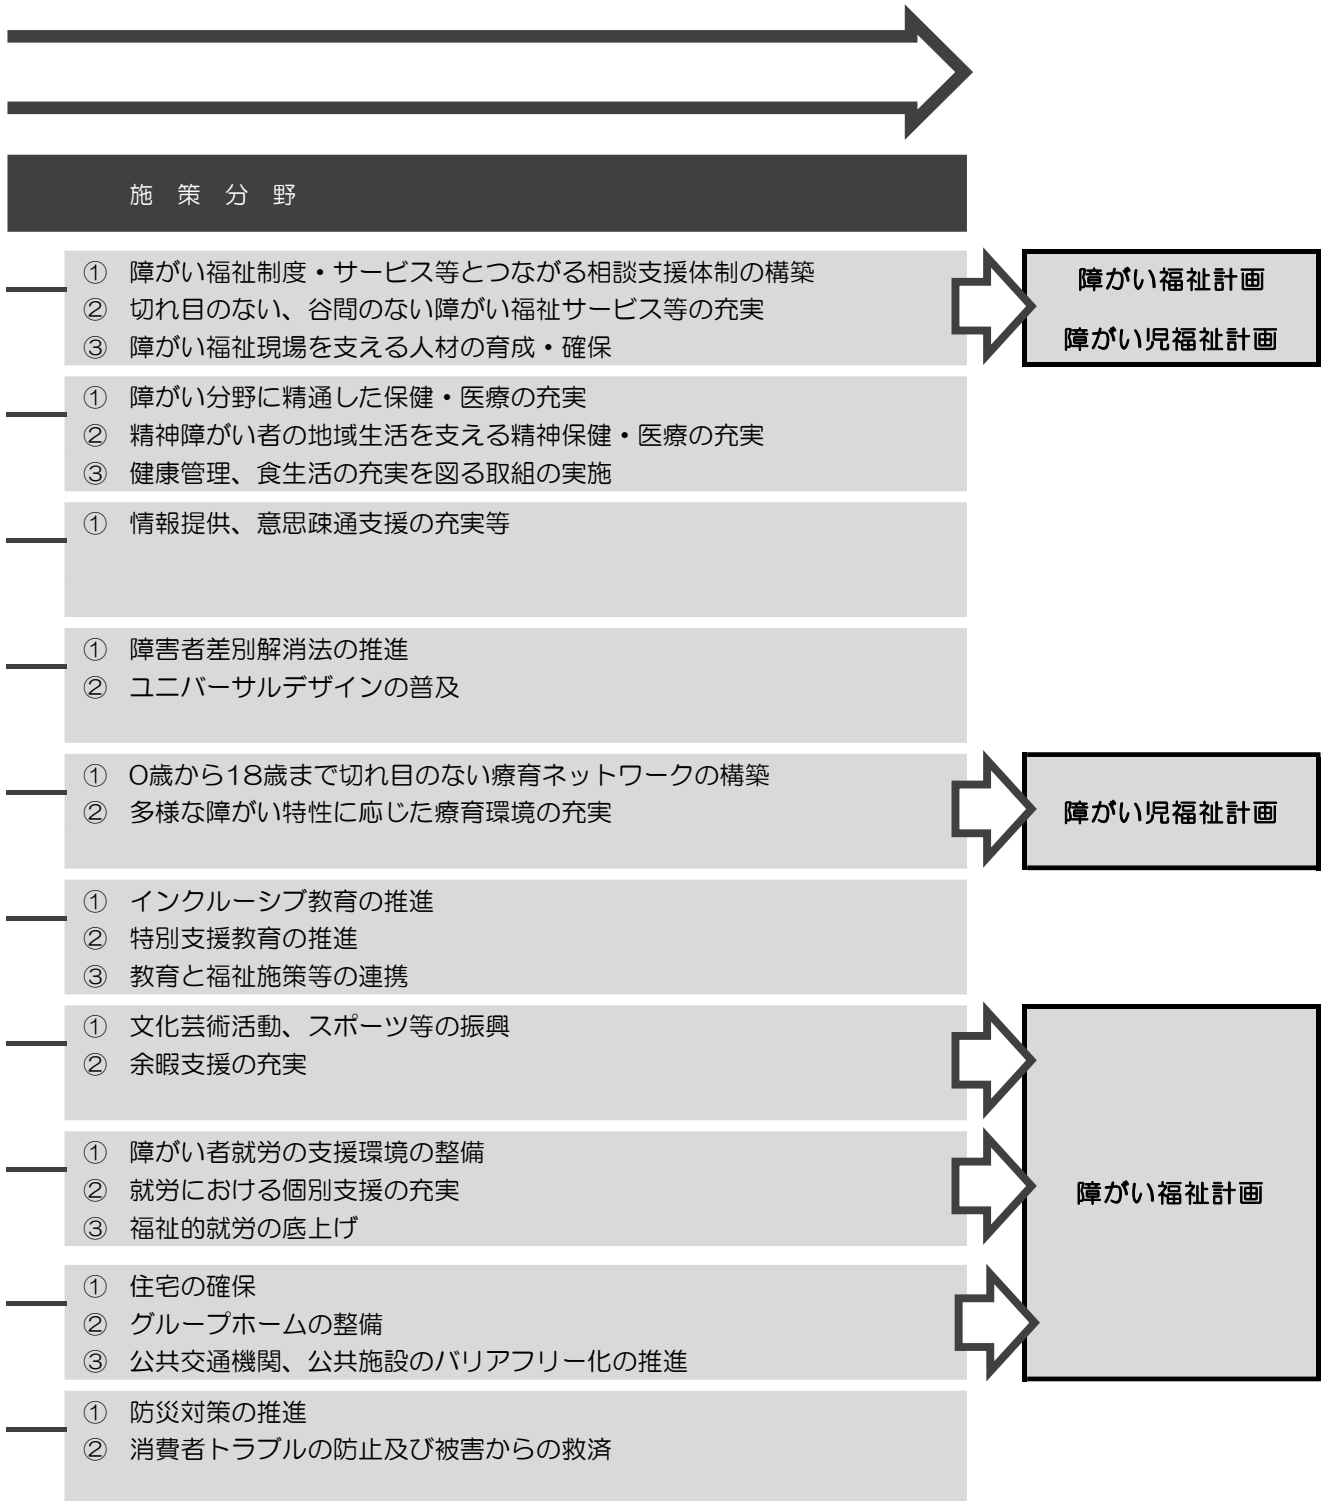 施策分野
① 障がい福祉制度・サービス等とつながる相談支援体制の構築
② 切れ目のない、谷間のない障がい福祉サービス等の充実
③ 障がい福祉現場を支える人材の育成・確保
障がい福祉計画
障がい児福祉計画
① 障がい分野に精通した保健・医療の充実
② 精神障がい者の地域生活を支える精神保健・医療の充実
③ 健康管理、食生活の充実を図る取組の実施
① 情報提供、意思疎通支援の充実等
① 障害者差別解消法の推進
② ユニバーサルデザインの普及
① 0歳から18歳まで切れ目のない療育ネットワークの構築
② 多様な障がい特性に応じた療育環境の充実
障がい児福祉計画
① インクルーシブ教育の推進
② 特別支援教育の推進
③ 教育と福祉施策等の連携
① 文化芸術活動、スポーツ等の振興
② 余暇支援の充実
① 障がい者就労の支援環境の整備
② 就労における個別支援の充実
③ 福祉的就労の底上げ
障がい福祉計画
① 住宅の確保
② グループホームの整備
③ 公共交通機関、公共施設のバリアフリー化の推進
① 防災対策の推進
② 消費者トラブルの防止及び被害からの救済